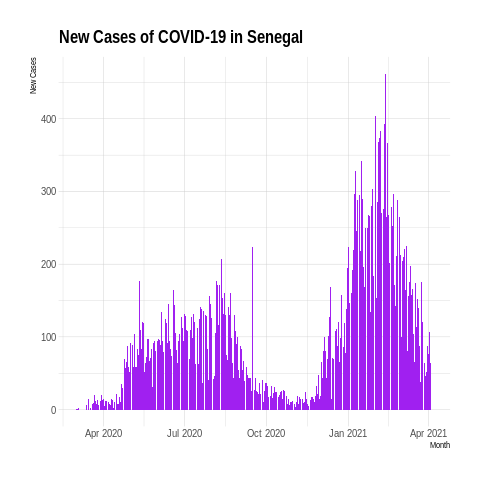 New Cases of COVID-19 in Senegal
New Cases
400
300
200
100
0
Apr 2020
Jul 2020
Oct 2020
Jan 2021
Apr 2021
Month